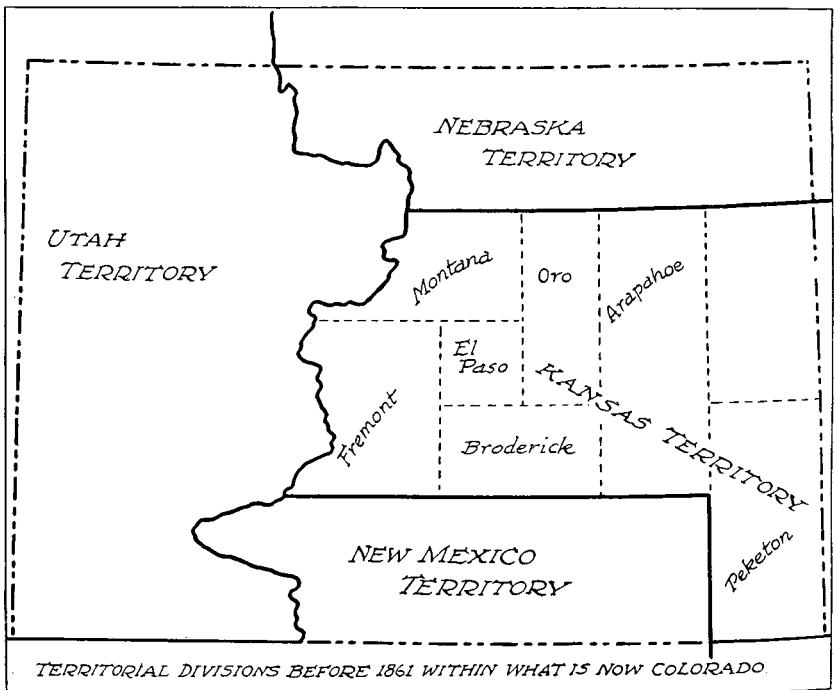 NEBRASKA
TERRITORY
UTAH
TERRITORY
Montana
Oro
Arapahoe
El
Paso
KANSAS TERRITORY
Fremont
Broderick
NEW MEXICO
TERRITORY
Peketon
TERRITORIAL DIVISIONS BEFORE 1861 WITHIN WHAT IS NOW COLORADO